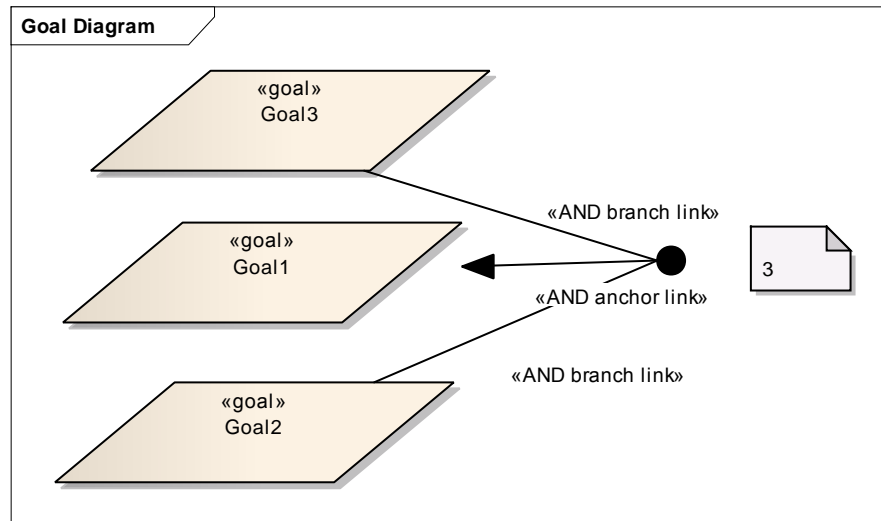 Goal Diagram
«goal»
Goal3
«AND branch link»
«goal»
Goal1
3
«AND anchor link»
«AND branch link»
«goal»
Goal2